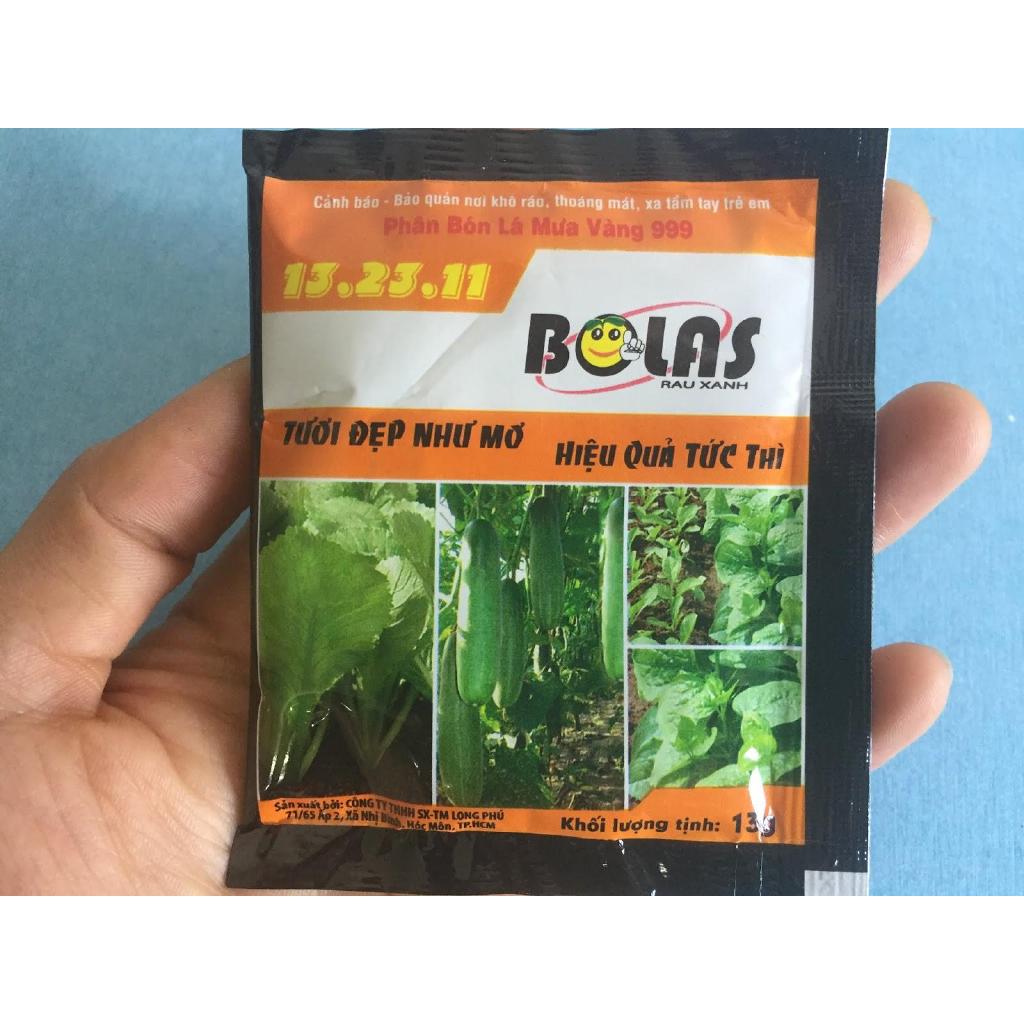 Cảnh báo - Bảo quản nơi khô ráo, thoáng mát, xa tầm tay trẻ em
Phân Bón Lá Mưa Vàng 999
13.23.11
BOLAS
RAU XANH
TƯƠI ĐẸP NHƯ MƠ
HIỆU QUẢ TỨC THÌ
Sản xuất bởi: CÔNG TY TNHH SX-TM LONG PHÚ
71/65 Ấp 2, Xã Nhị Bình, Hóc Môn, TP.HCM
Khối lượng tịnh: 13g